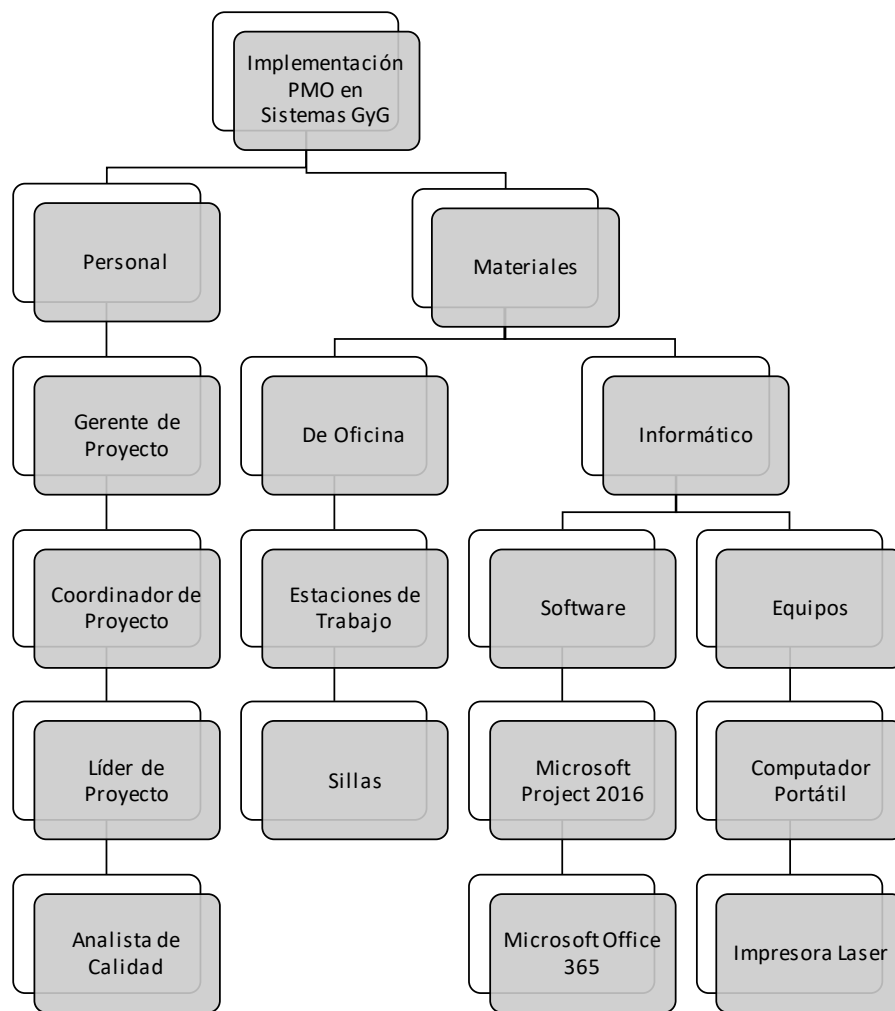 Implementación
PMO en
Sistemas GyG
Personal
Materiales
Gerente de
Proyecto
De Oficina
Informático
Coordinador de
Proyecto
Estaciones de
Trabajo
Software
Equipos
Líder de
Proyecto
Sillas
Microsoft
Project 2016
Computador
Portátil
Analista de
Calidad
Microsoft Office
365
Impresora Laser